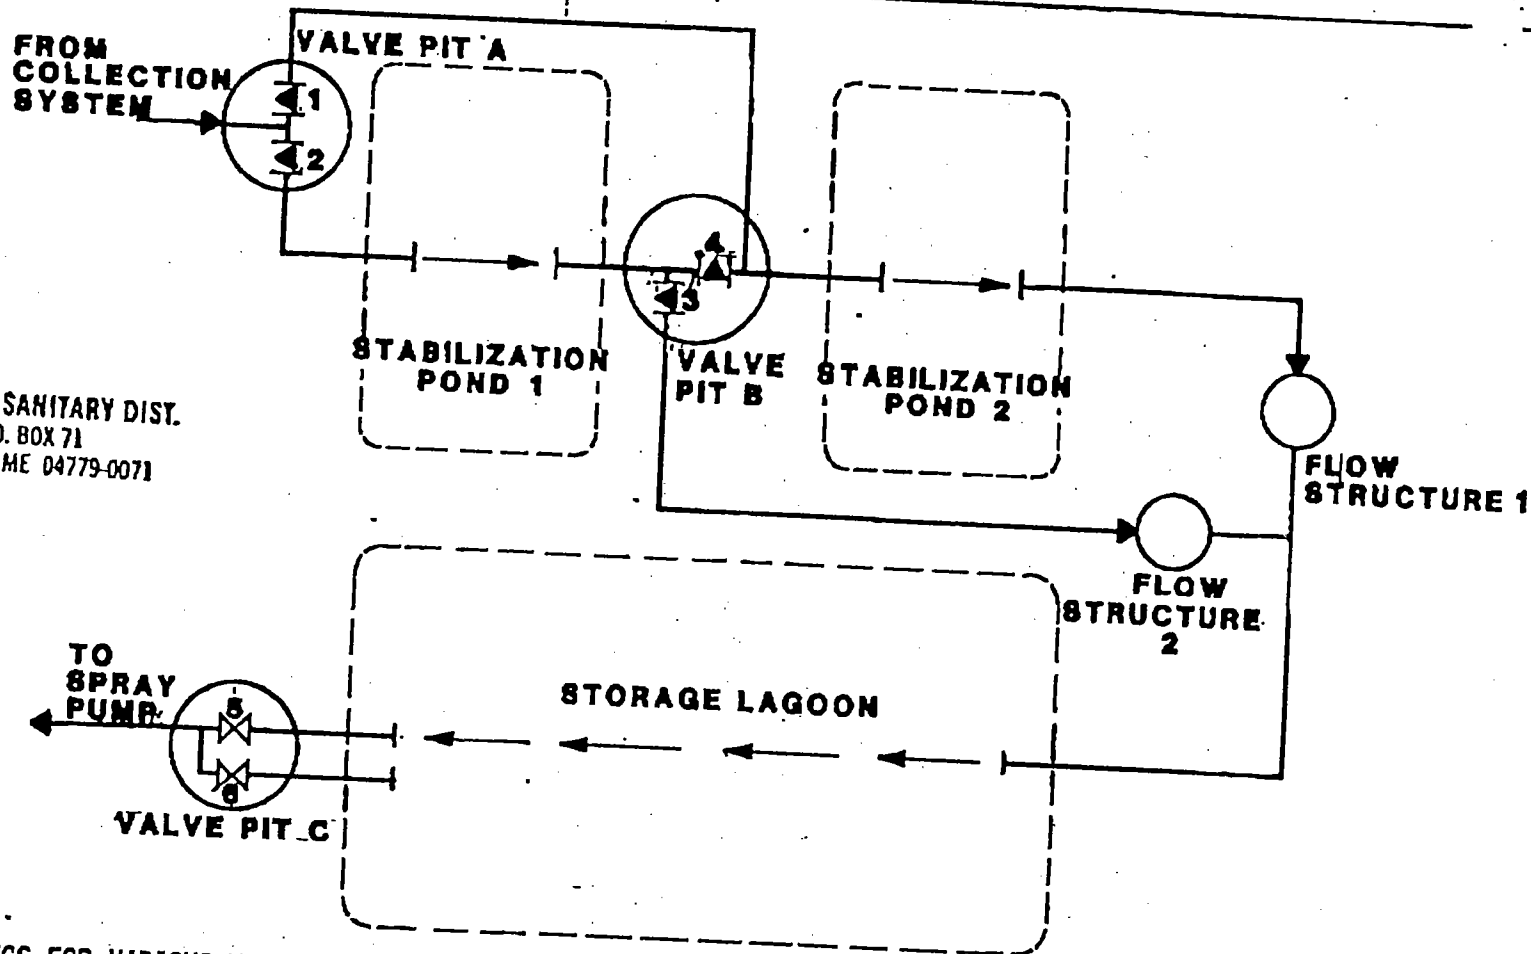 FROM
COLLECTION
SYSTEM
VALVE PIT A
1
2
4
3
VALVE
PIT B
STABILIZATION
POND 1
STABILIZATION
POND 2
SANITARY DIST.
BOX 71
ME 04779-0071
FLOW
STRUCTURE 1
FLOW
STRUCTURE
2
TO
SPRAY
PUMP
5
6
STORAGE LAGOON
VALVE PIT C
FOR